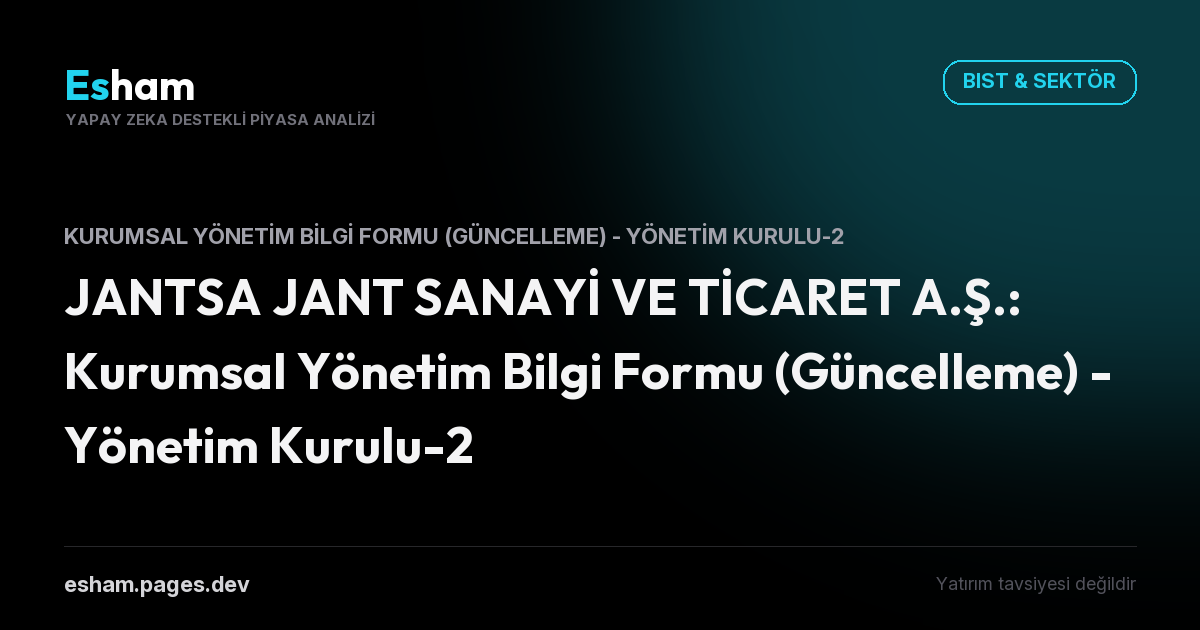 Esham
YAPAY ZEKA DESTEKLİ PİYASA ANALİZİ
BIST & SEKTÖR
KURUMSAL YÖNETİM BİLGİ FORMU (GÜNCELLEME) - YÖNETİM KURULU-2
JANTSA JANT SANAYİ VE TİCARET A.Ş.:
Kurumsal Yönetim Bilgi Formu (Güncelleme) -
Yönetim Kurulu-2
esham.pages.dev
Yatırım tavsiyesi değildir